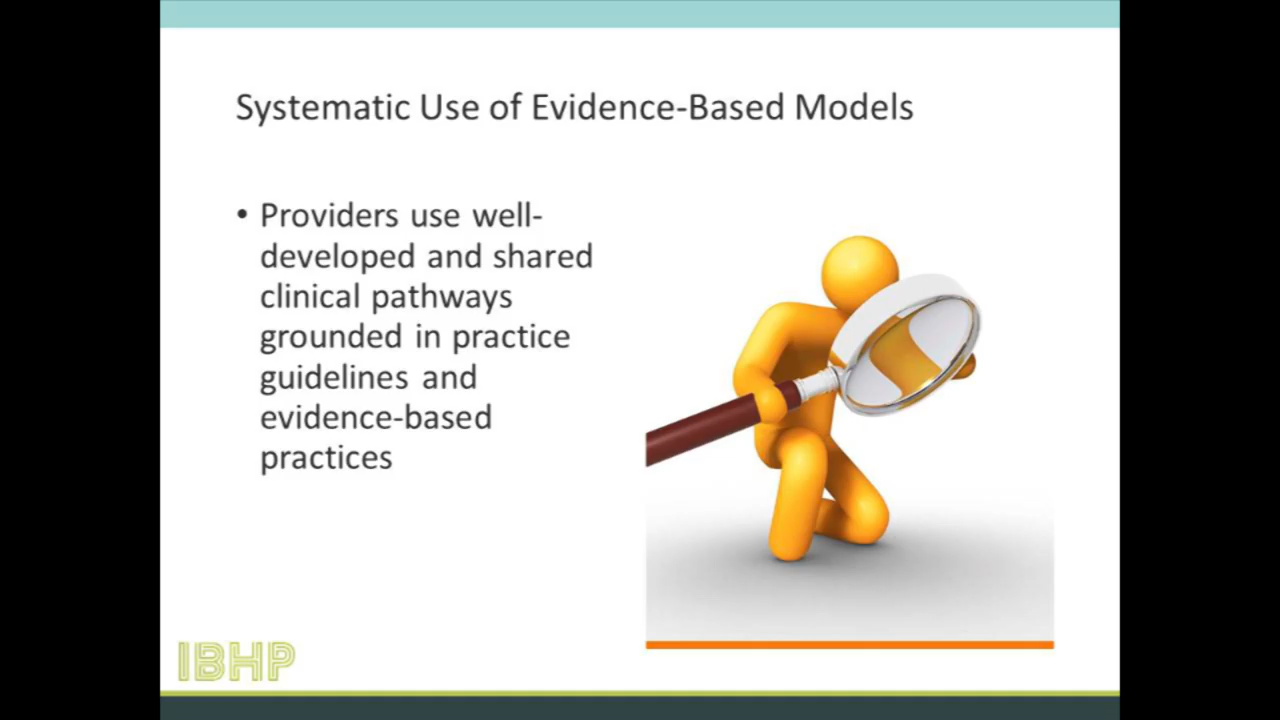 Systematic Use of Evidence-Based Models
• Providers use well-
developed and shared
clinical pathways
grounded in practice
guidelines and
evidence-based
practices
IBHP